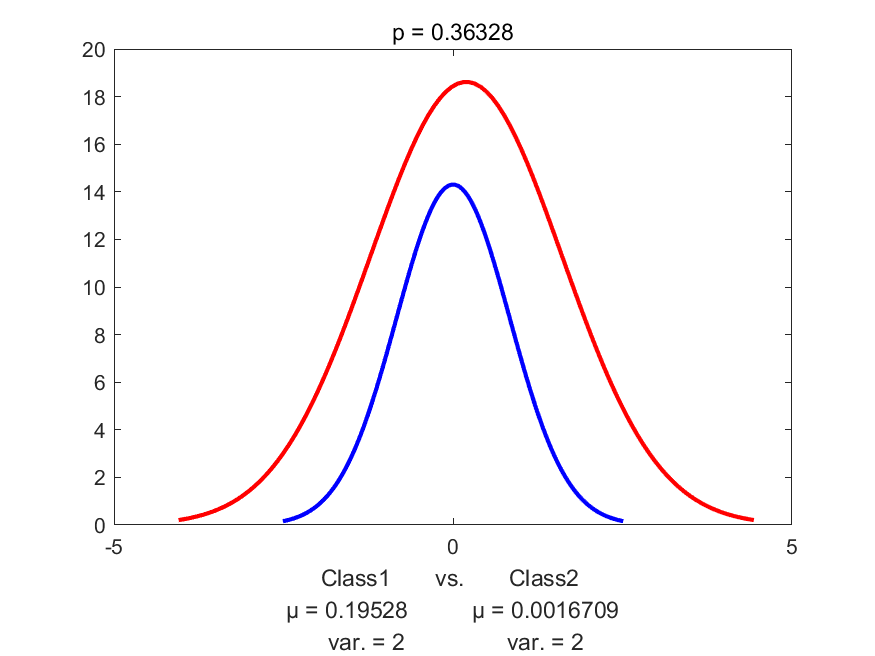 p = 0.36328
20
18
16
14
12
10
8
6
4
2
0
-5 0 5
Class1 vs. Class2
μ = 0.19528 μ = 0.0016709
var. = 2 var. = 2